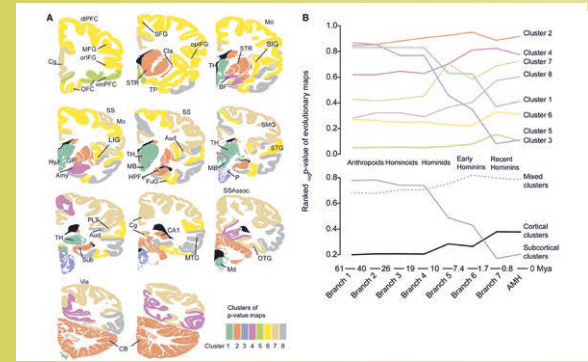 A
dlPFC
MFG
orIFG
Cg
OFC
vmPFC
SFG
Cla
opIFG
STR
TP
Mo
STR
SIG
TH
BF
SS
Mo
LIG
Hy
GP
Amy
SS
Aud
TH
MB
HPF
FuG
SMG
TH
STG
MB
P
PLT
Aud
TH
Sub
Cg
CA1
MTG
SSAssoc.
OTG
Md
Vis
CB
Clusters of
p-value maps
Cluster 1 2 3 4 5 6 7 8
B
Ranked p-value of evolutionary maps
1.0
0.8
0.6
0.4
0.2
0.0
Cluster 2
Cluster 4
Cluster 7
Cluster 8
Cluster 1
Cluster 6
Cluster 5
Cluster 3
Anthropoids
Hominoids
Hominids
Early
Hominins
Recent
Hominins
0.8
0.6
0.4
0.2
Mixed
clusters
Cortical
clusters
Subcortical
clusters
61 — 40 — 26 — 19 — 10 — 7.4 — 1.7 — 0.8 — 0 Mya
Branch 1
Branch 2
Branch 3
Branch 4
Branch 5
Branch 6
Branch 7
AMH